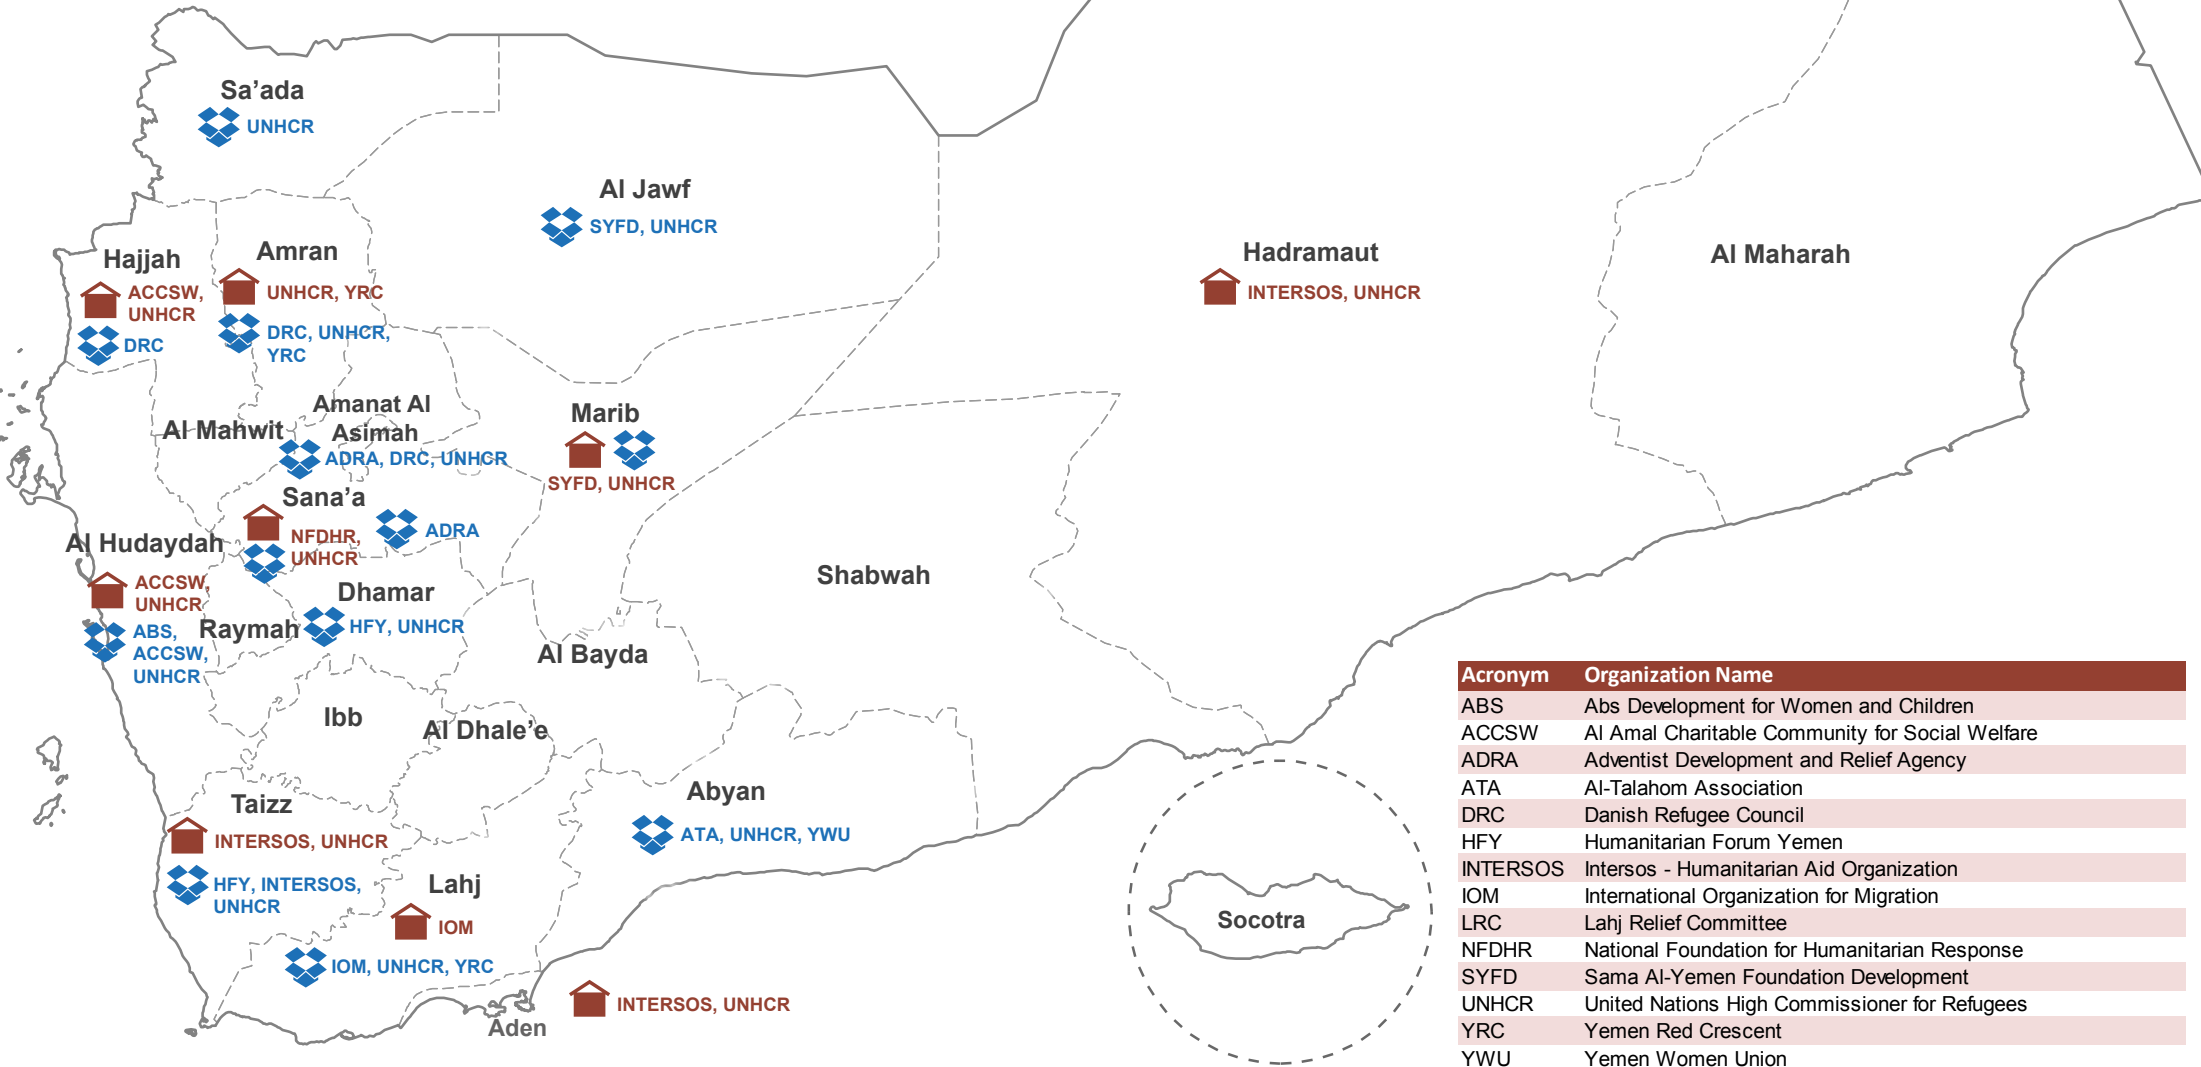 Sa'ada
UNHCR
Al Jawf
SYFD, UNHCR
Hajjah
ACCSW,
UNHCR
DRC
Amran
UNHCR, YRC
DRC, UNHCR,
YRC
Hadramaut
INTERSOS, UNHCR
Al Maharah
Al Mahwit
Amanat Al
Asimah
ADRA, DRC, UNHCR
Marib
SYFD, UNHCR
Sana'a
NFDHR,
UNHCR
ADRA
Al Hudaydah
ACCSW,
UNHCR
ABS,
ACCSW,
UNHCR
Raymah
Dhamar
HFY, UNHCR
Shabwah
Al Bayda
Ibb
Al Dhale'e
Taizz
INTERSOS, UNHCR
HFY, INTERSOS,
UNHCR
Abyan
ATA, UNHCR, YWU
Lahj
IOM
IOM, UNHCR, YRC
INTERSOS, UNHCR
Aden
Socotra
Acronym Organization Name
ABS Abs Development for Women and Children
ACCSW Al Amal Charitable Community for Social Welfare
ADRA Adventist Development and Relief Agency
ATA Al-Talahom Association
DRC Danish Refugee Council
HFY Humanitarian Forum Yemen
INTERSOS Intersos - Humanitarian Aid Organization
IOM International Organization for Migration
LRC Lahj Relief Committee
NFDHR National Foundation for Humanitarian Response
SYFD Sama Al-Yemen Foundation Development
UNHCR United Nations High Commissioner for Refugees
YRC Yemen Red Crescent
YWU Yemen Women Union